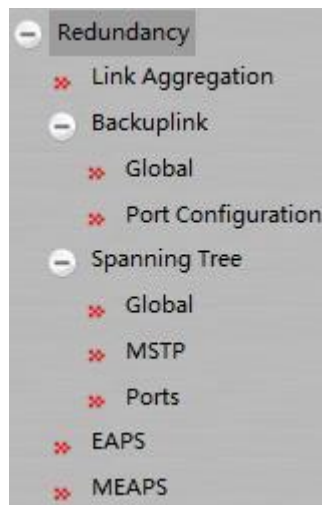 Redundancy
Link Aggregation
Backuplink
Global
Port Configuration
Spanning Tree
Global
MSTP
Ports
EAPS
MEAPS